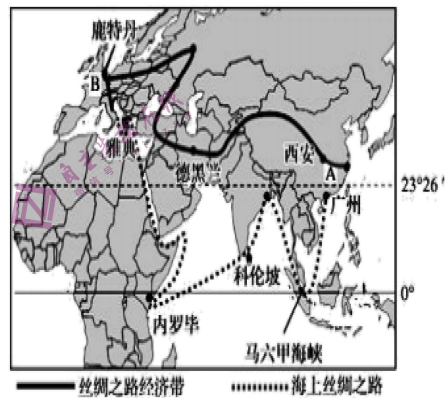 鹿特丹
B
雅典
德黑兰
西安
A
23°26′
广州
科伦坡
0°
内罗毕
马六甲海峡
丝绸之路经济带
海上丝绸之路